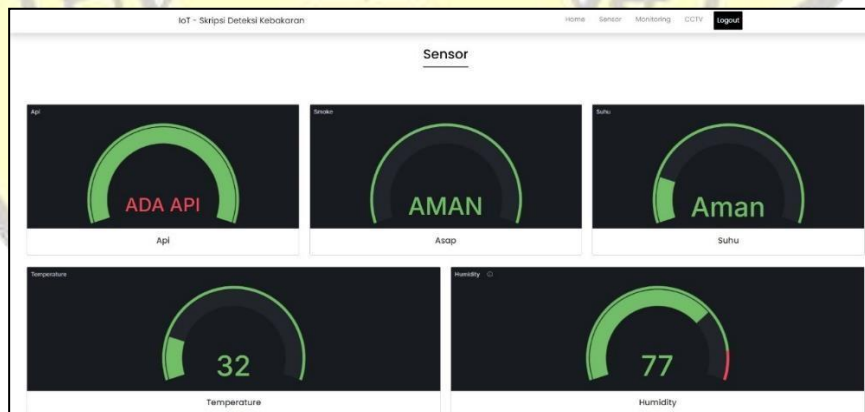 IoT - Skripsi Deteksi Kebakaran
Home Sensor Monitoring CCTV Logout
Sensor
Api
ADA API
Api
Smoke
AMAN
Asap
Suhu
Aman
Suhu
Temperature
32
Temperature
Humidity
77
Humidity